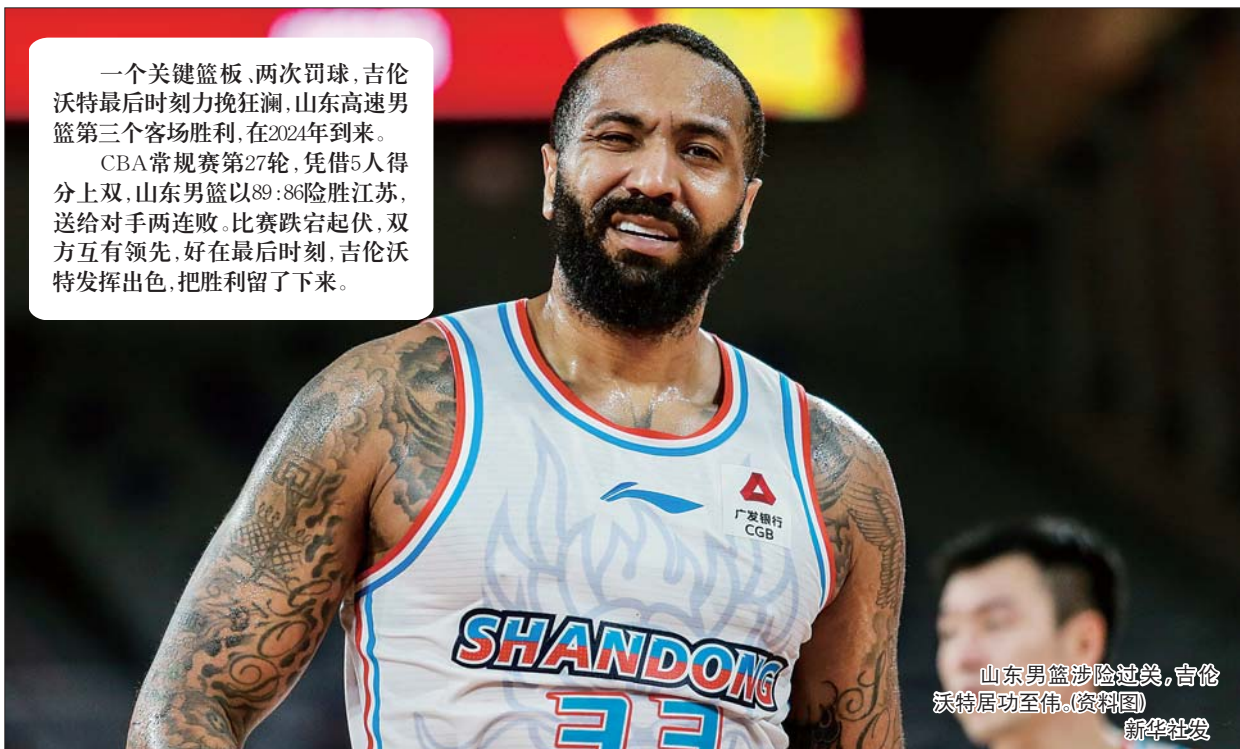 一个关键篮板、两次罚球，吉伦
沃特最后时刻力挽狂澜，山东高速男
篮第三个客场胜利，在2024年到来。
CBA常规赛第27轮，凭借5人得
分上双，山东男篮以89：86险胜江苏，
送给对手两连败。比赛跌宕起伏，双
方互有领先，好在最后时刻，吉伦沃
特发挥出色，把胜利留了下来。
广发银行
CGB
SHANDONG
33
山东男篮涉险过关，吉伦
沃特居功至伟。(资料图)
新华社发